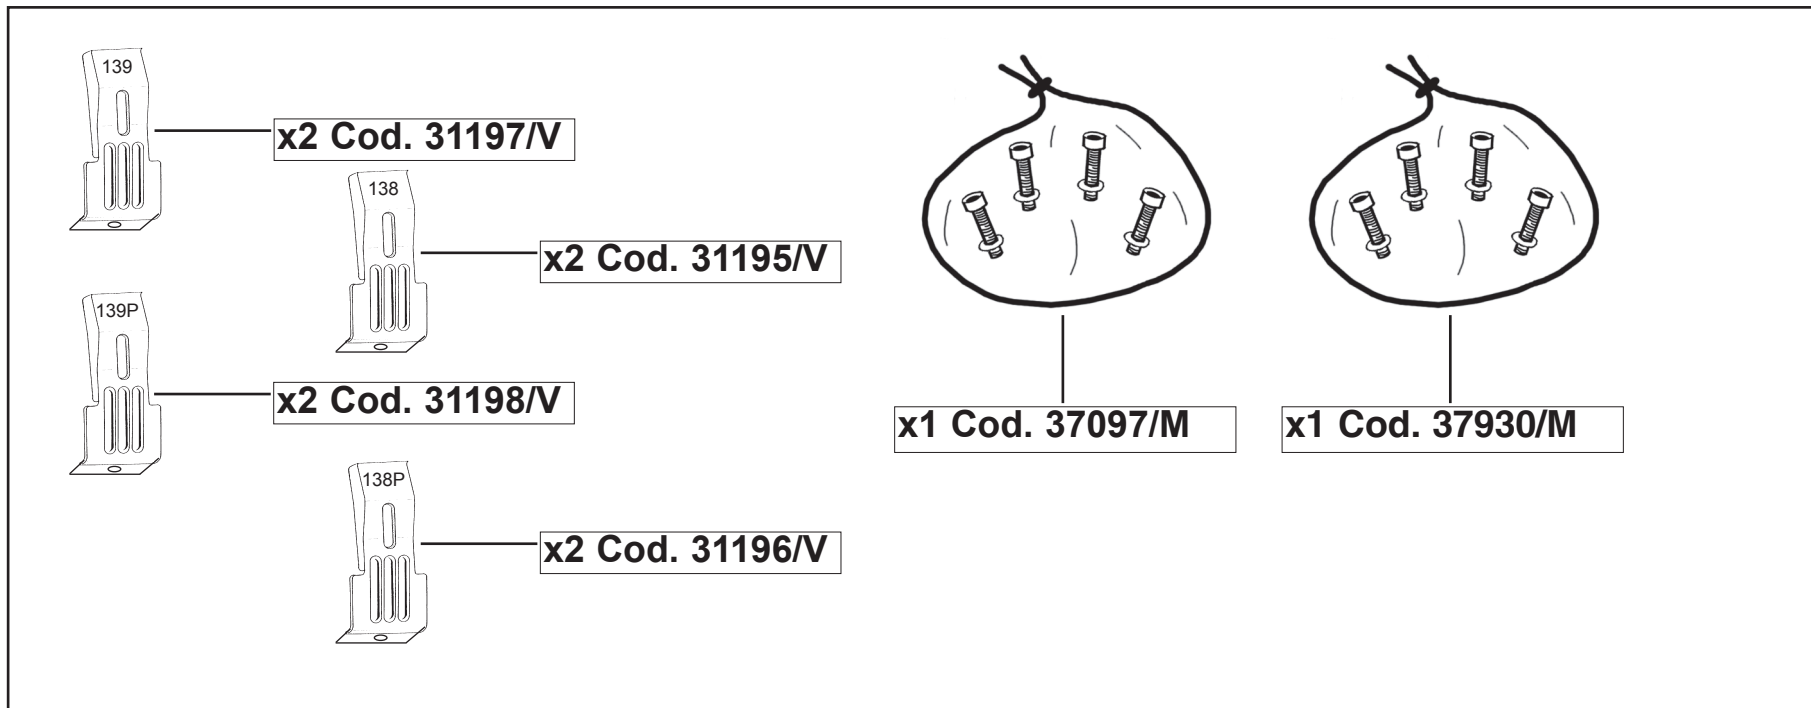 139
x2 Cod. 31197/V
138
x2 Cod. 31195/V
139P
x2 Cod. 31198/V
138P
x2 Cod. 31196/V
x1 Cod. 37097/M
x1 Cod. 37930/M